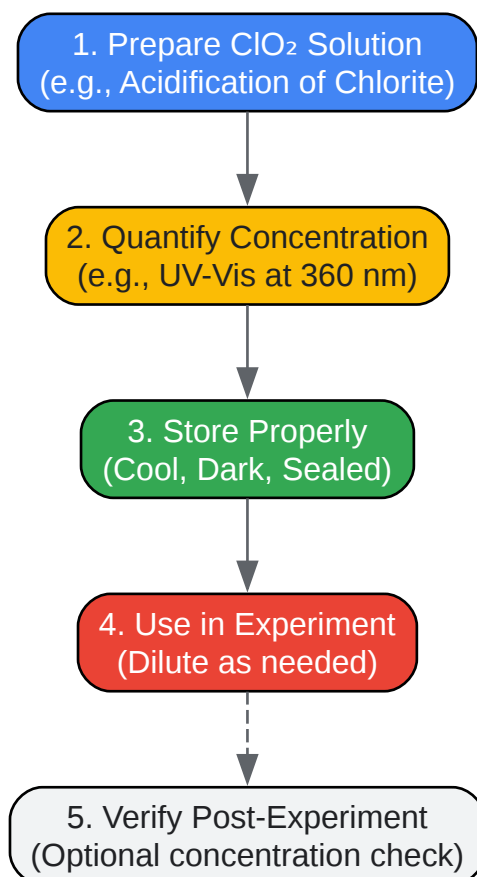 1. Prepare ClO₂ Solution
(e.g., Acidification of Chlorite)
2. Quantify Concentration
(e.g., UV-Vis at 360 nm)
3. Store Properly
(Cool, Dark, Sealed)
4. Use in Experiment
(Dilute as needed)
5. Verify Post-Experiment
(Optional concentration check)